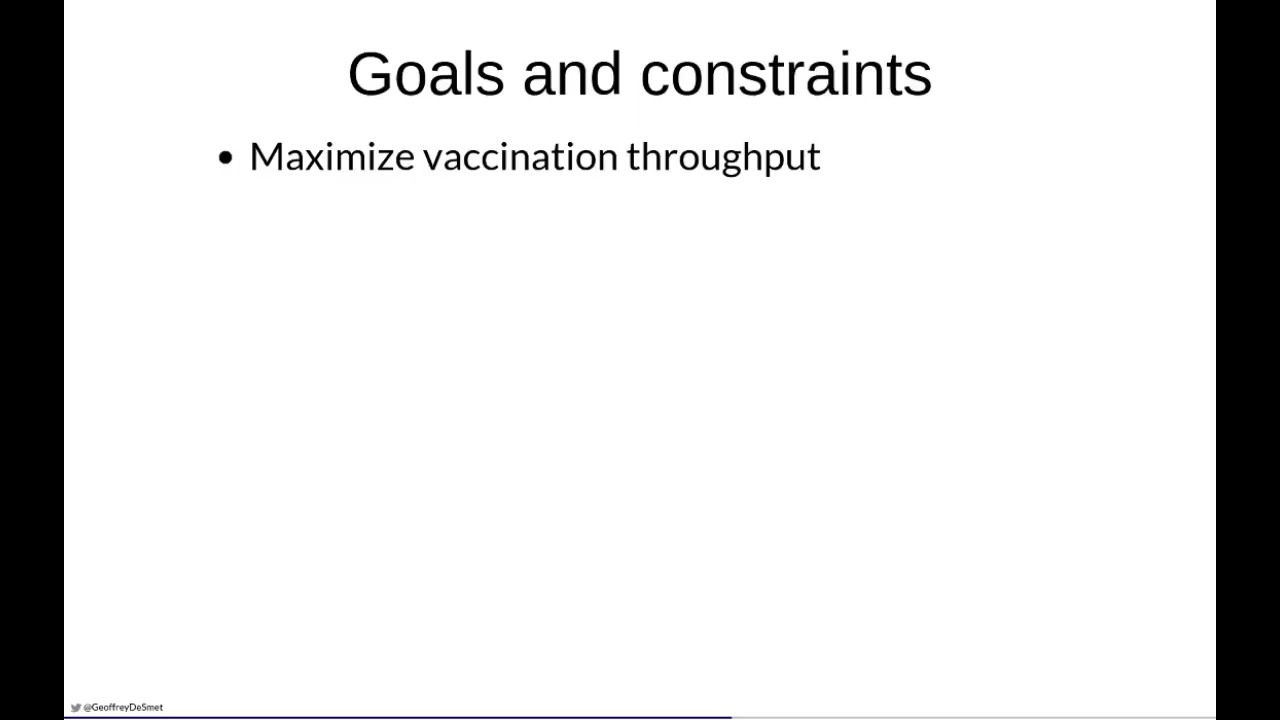 Goals and constraints
• Maximize vaccination throughput
@GeoffreyDeSmet